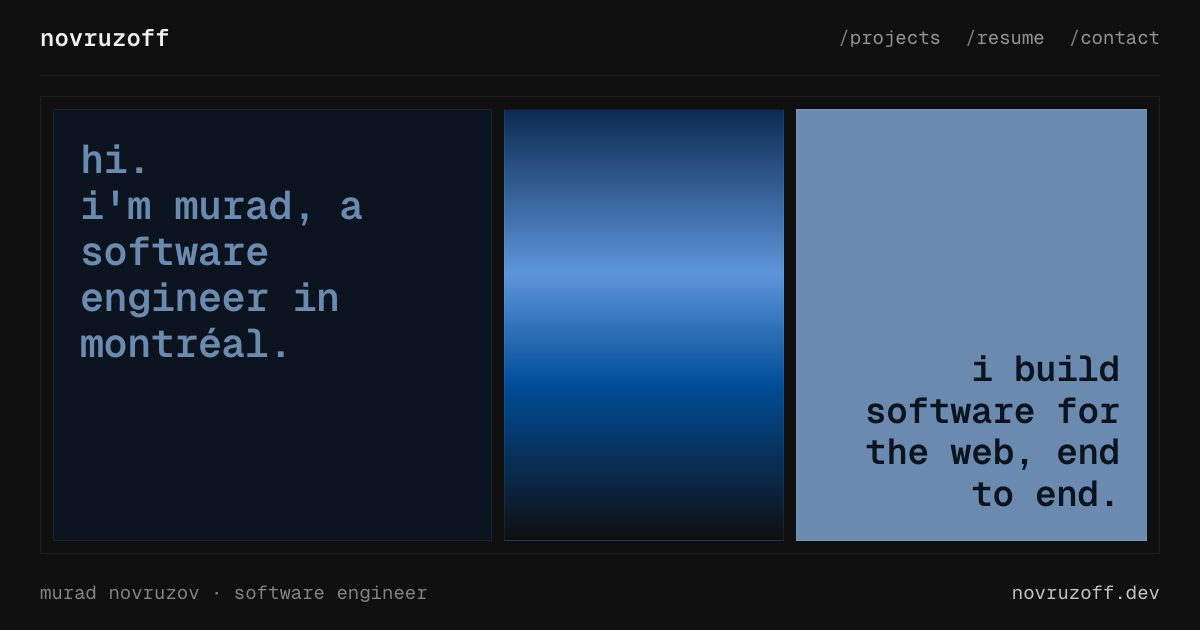 novruzoff
/projects /resume /contact
hi.
i'm murad, a
software
engineer in
montréal.
i build
software for
the web, end
to end.
murad novruzov · software engineer
novruzoff.dev